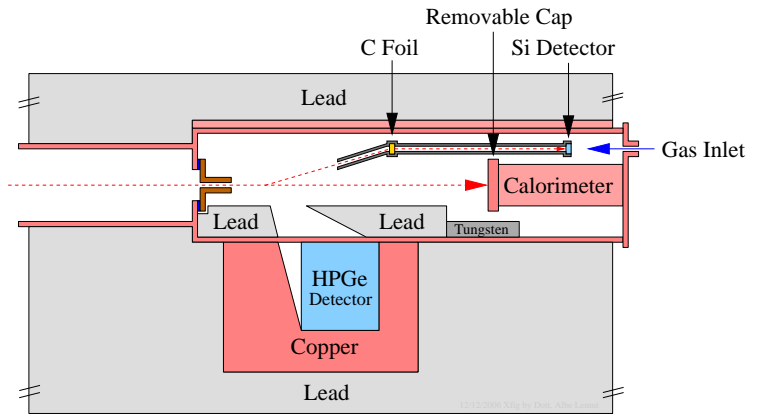 Removable Cap
C Foil
Si Detector
Lead
Gas Inlet
Calorimeter
Lead
Lead
Tungsten
HPGe
Detector
Copper
Lead